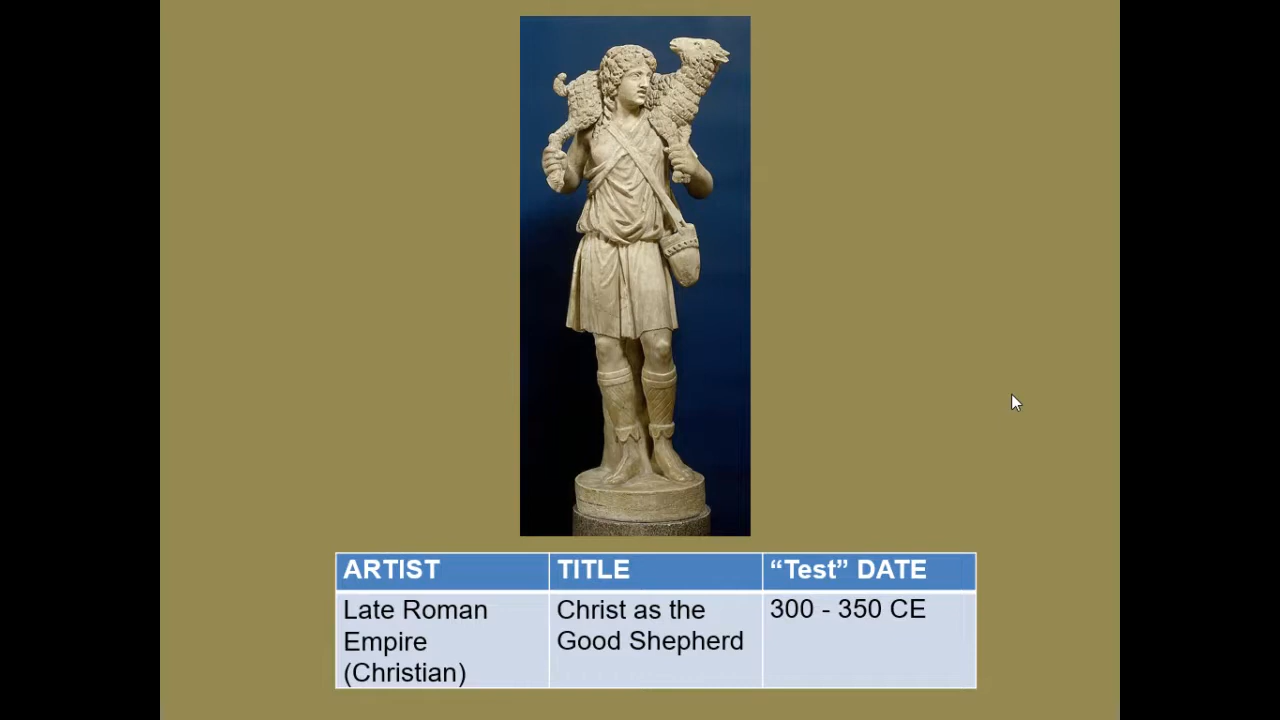 ARTIST TITLE “Test” DATE
Late Roman Empire (Christian)
Christ as the Good Shepherd
300 - 350 CE